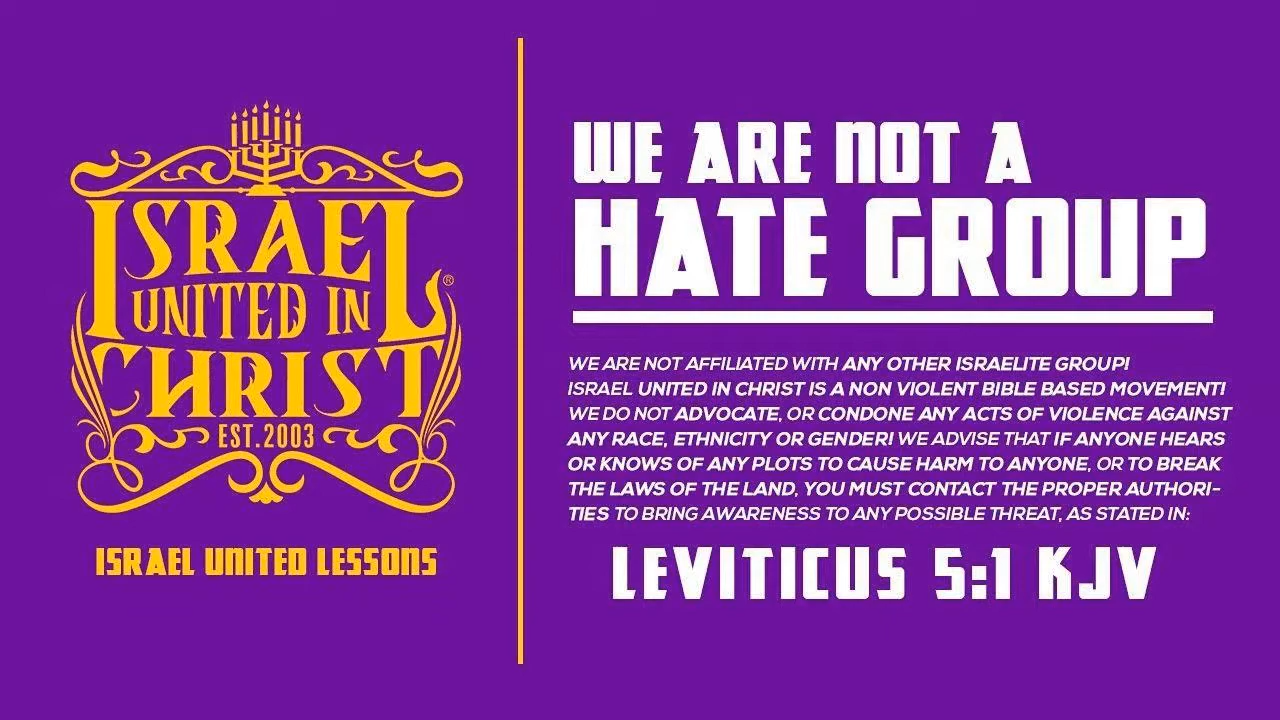 ISRAEL
UNITED IN
CHRIST
®
EST.2003
ISRAEL UNITED LESSONS
WE ARE NOT A
HATE GROUP
WE ARE NOT AFFILIATED WITH ANY OTHER ISRAELITE GROUP!
ISRAEL UNITED IN CHRIST IS A NON VIOLENT BIBLE BASED MOVEMENT!
WE DO NOT ADVOCATE, OR CONDONE ANY ACTS OF VIOLENCE AGAINST
ANY RACE, ETHNICITY OR GENDER! WE ADVISE THAT IF ANYONE HEARS
OR KNOWS OF ANY PLOTS TO CAUSE HARM TO ANYONE, OR TO BREAK
THE LAWS OF THE LAND, YOU MUST CONTACT THE PROPER AUTHORI-
TIES TO BRING AWARENESS TO ANY POSSIBLE THREAT, AS STATED IN:
LEVITICUS 5:1 KJV